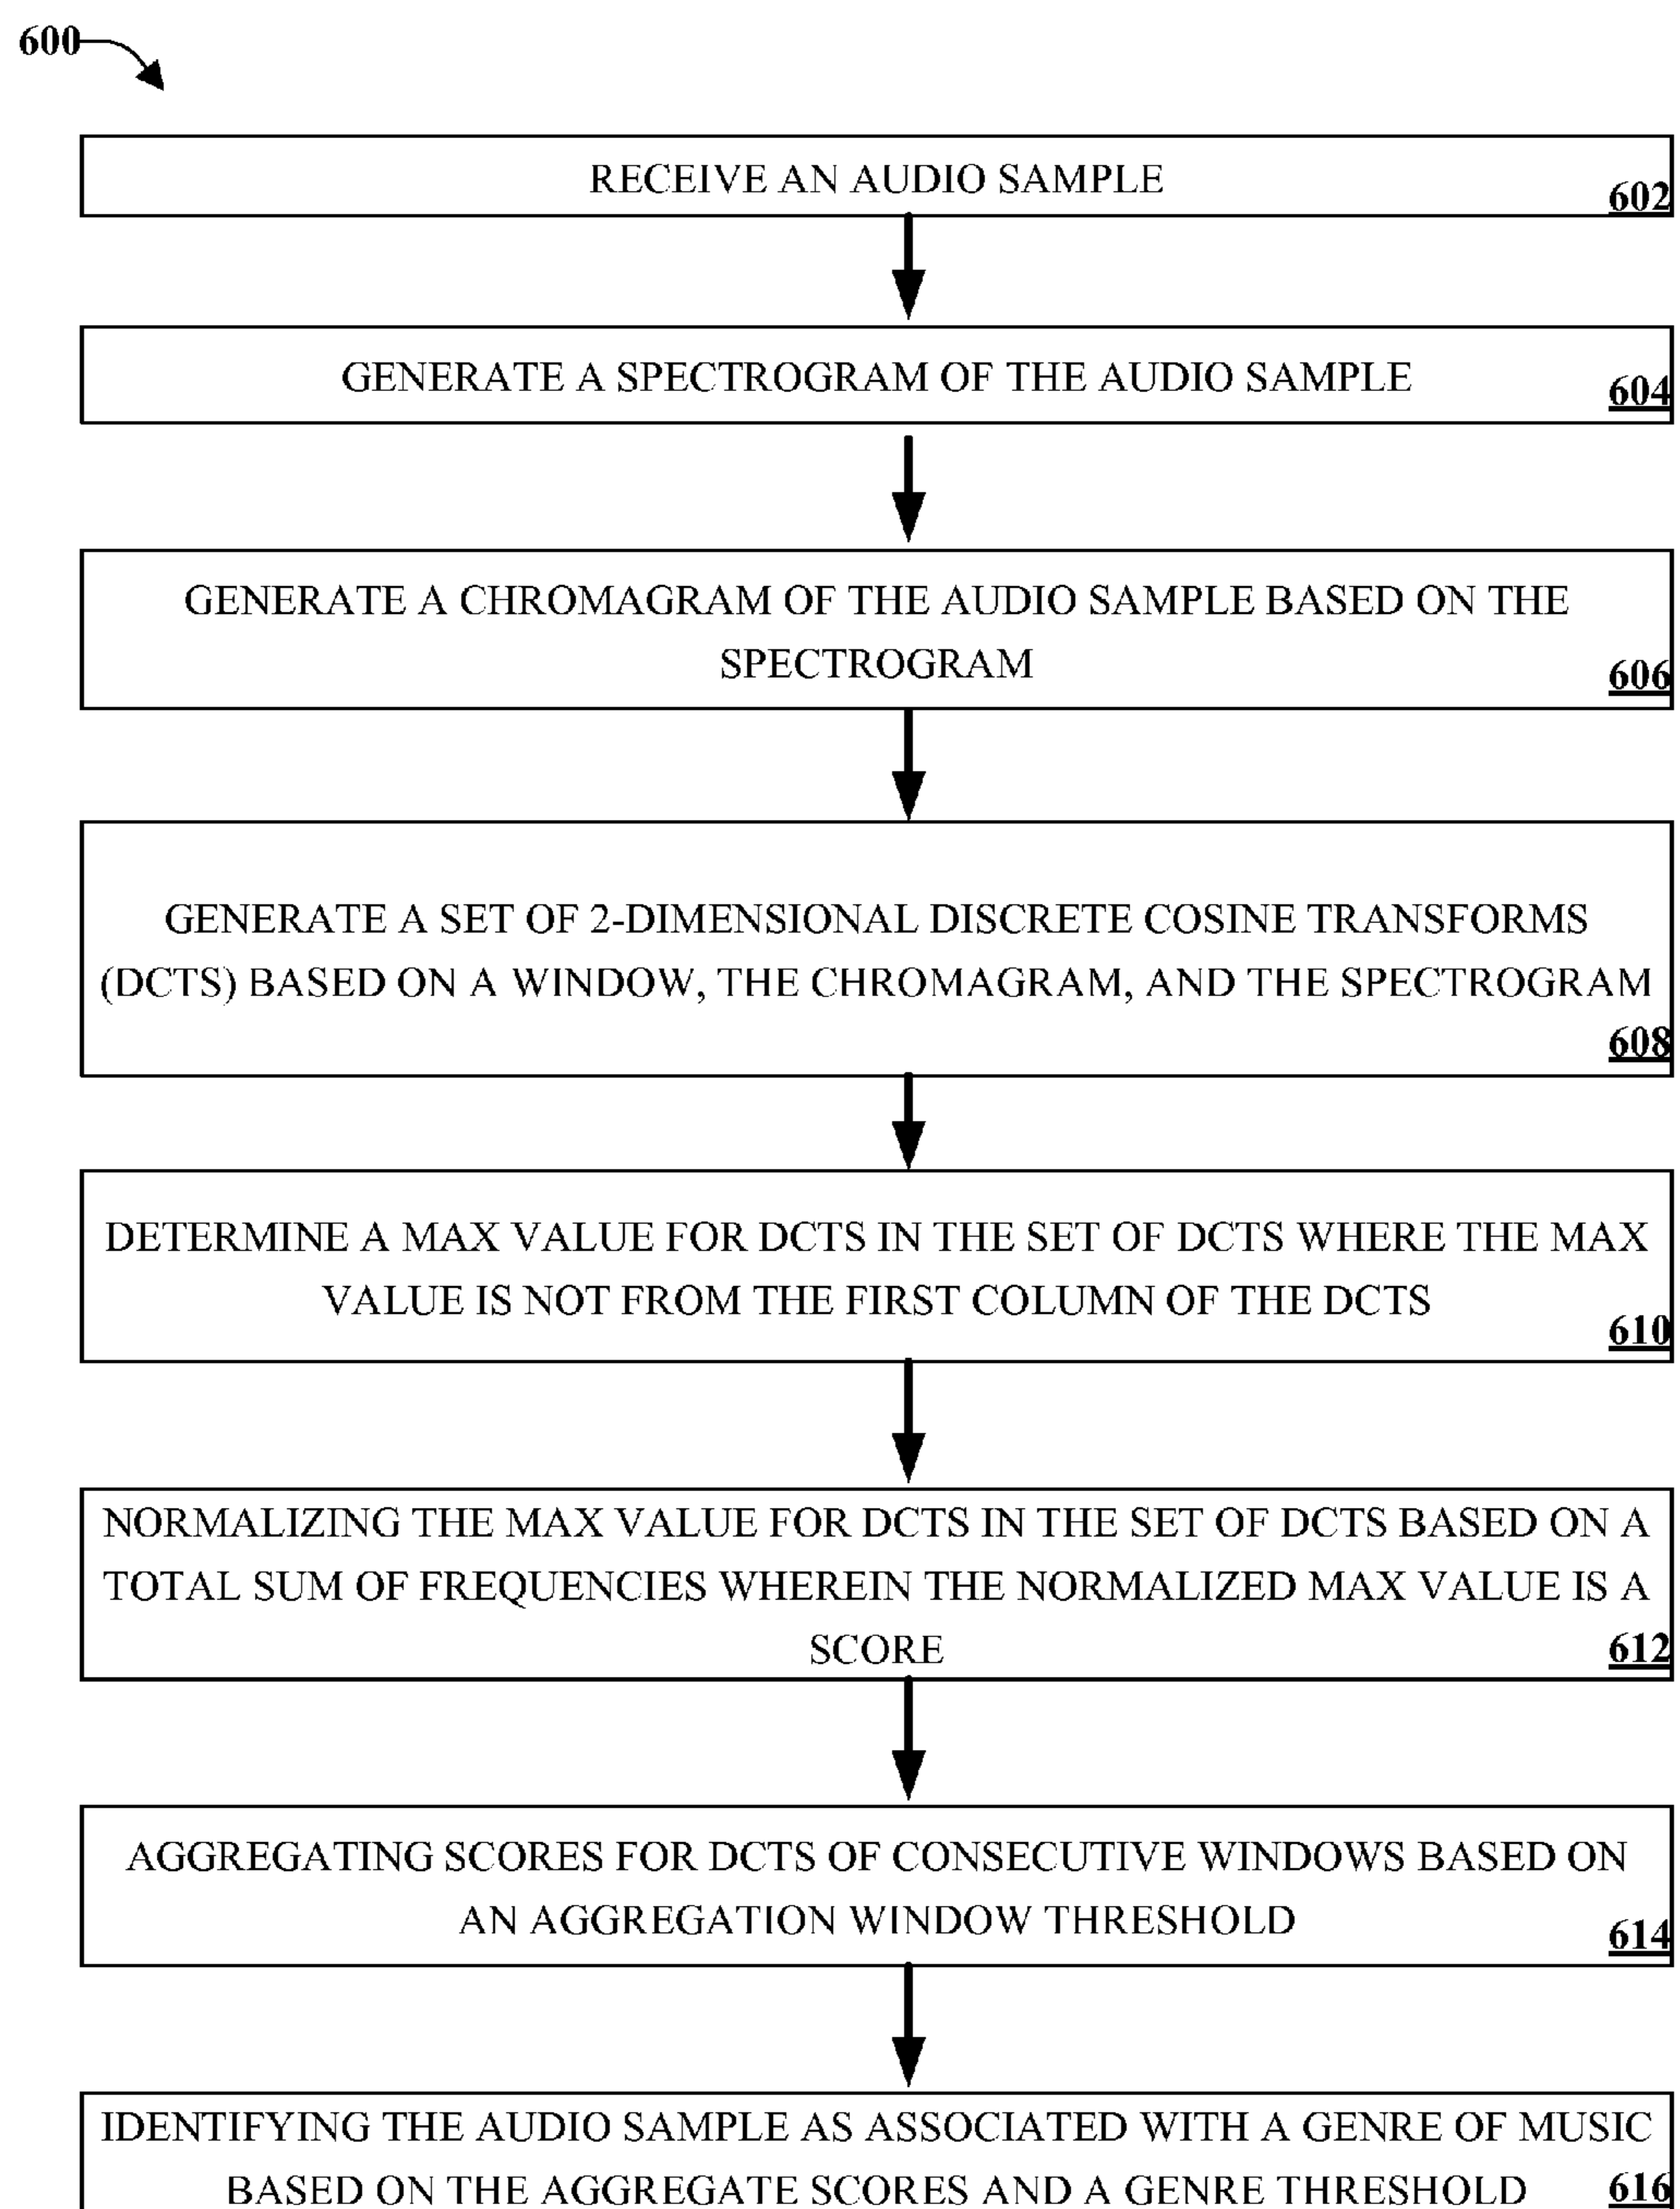 600
RECEIVE AN AUDIO SAMPLE
602
GENERATE A SPECTROGRAM OF THE AUDIO SAMPLE
604
GENERATE A CHROMAGRAM OF THE AUDIO SAMPLE BASED ON THE
SPECTROGRAM
606
GENERATE A SET OF 2-DIMENSIONAL DISCRETE COSINE TRANSFORMS
(DCTS) BASED ON A WINDOW, THE CHROMAGRAM, AND THE SPECTROGRAM
608
DETERMINE A MAX VALUE FOR DCTS IN THE SET OF DCTS WHERE THE MAX
VALUE IS NOT FROM THE FIRST COLUMN OF THE DCTS
610
NORMALIZING THE MAX VALUE FOR DCTS IN THE SET OF DCTS BASED ON A
TOTAL SUM OF FREQUENCIES WHEREIN THE NORMALIZED MAX VALUE IS A
SCORE
612
AGGREGATING SCORES FOR DCTS OF CONSECUTIVE WINDOWS BASED ON
AN AGGREGATION WINDOW THRESHOLD
614
IDENTIFYING THE AUDIO SAMPLE AS ASSOCIATED WITH A GENRE OF MUSIC
BASED ON THE AGGREGATE SCORES AND A GENRE THRESHOLD
616